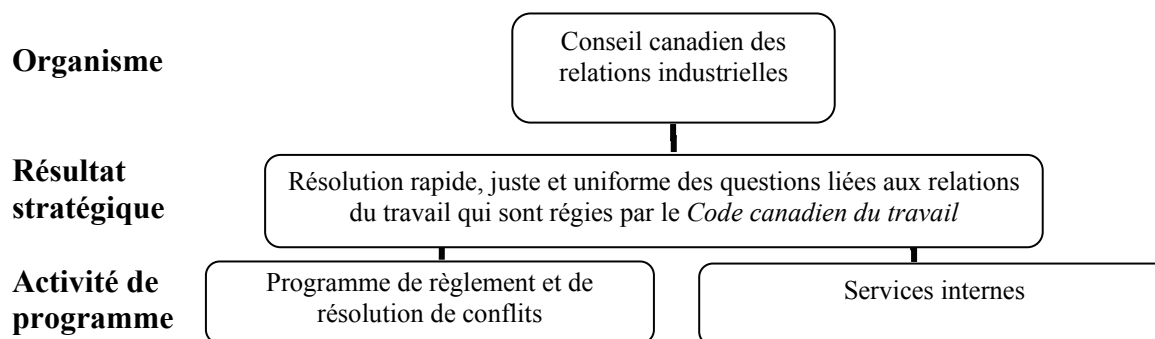 Organisme
Conseil canadien des
relations industrielles
Résultat
stratégique
Résolution rapide, juste et uniforme des questions liées aux relations
du travail qui sont régies par le Code canadien du travail
Activité de
programme
Programme de règlement et de
résolution de conflits
Services internes